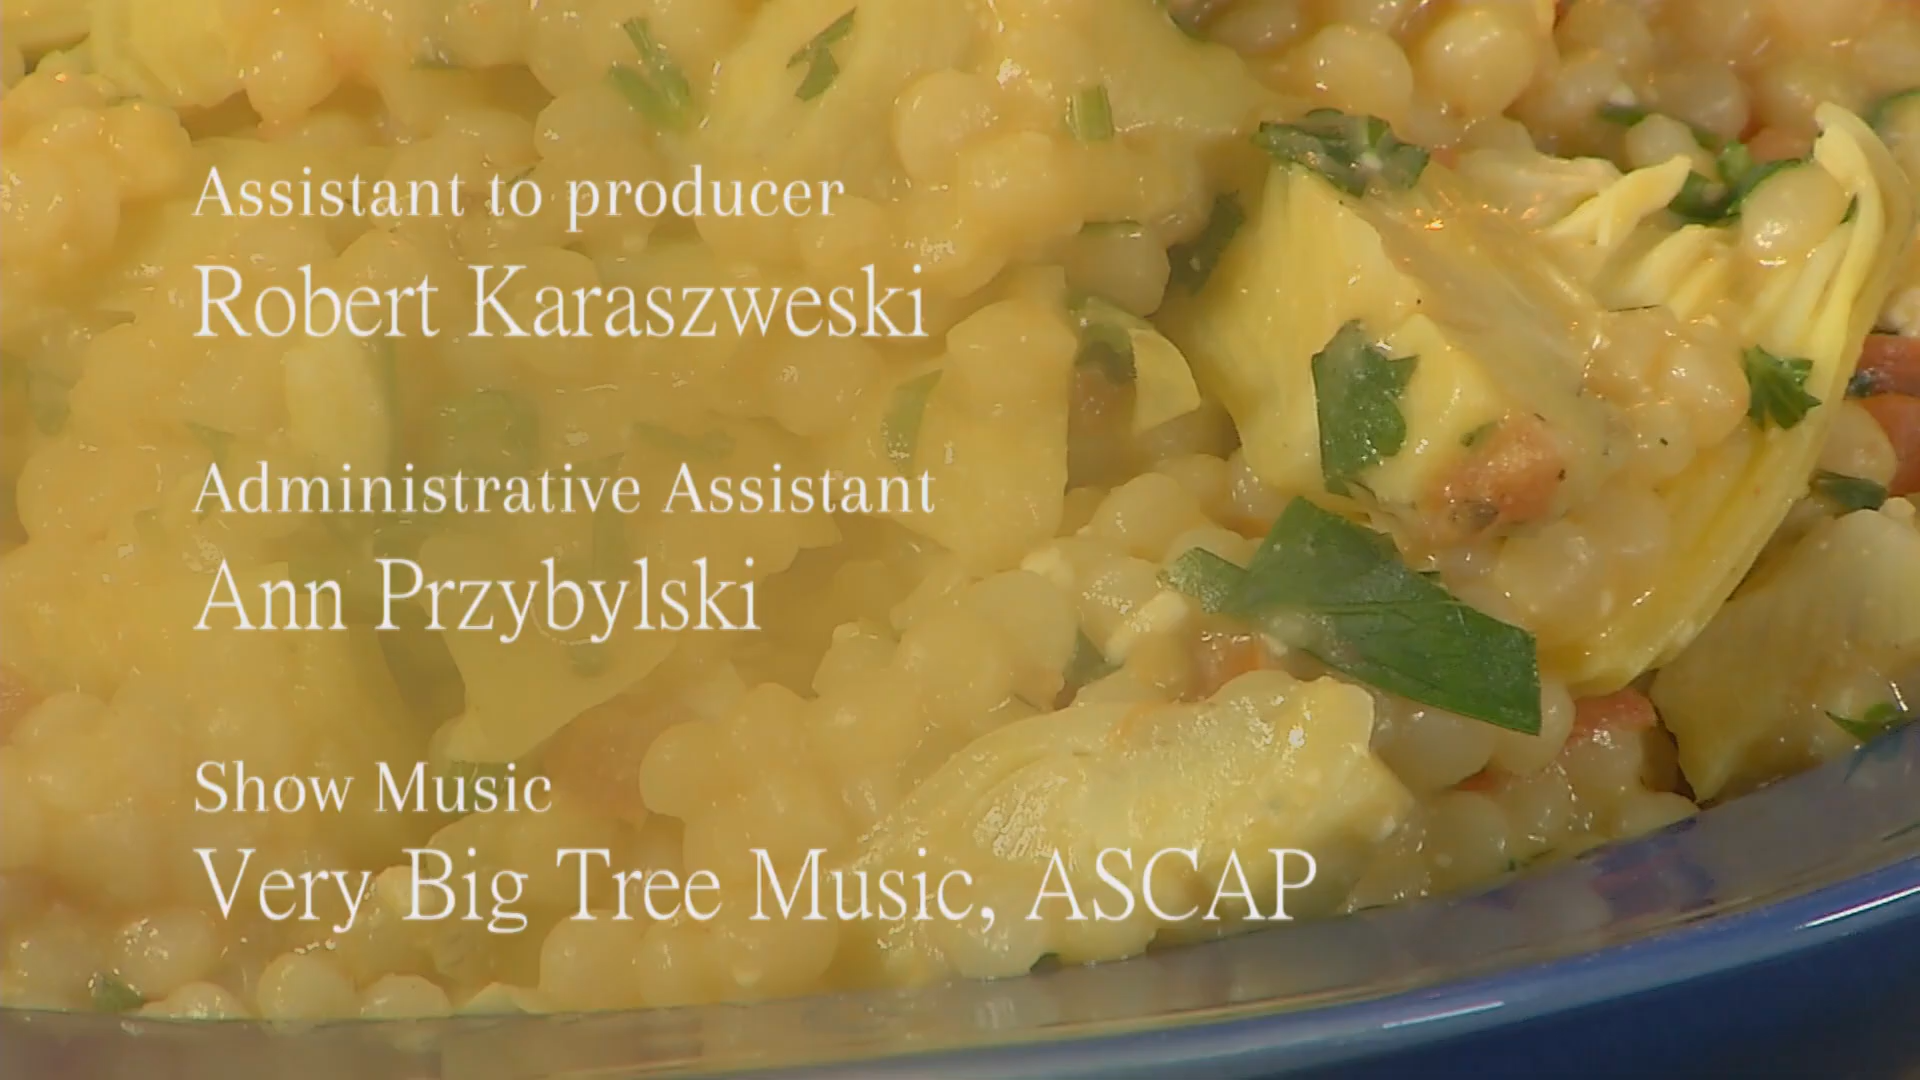 Assistant to producer
Robert Karaszweski
Administrative Assistant
Ann Przybylski
Show Music
Very Big Tree Music, ASCAP